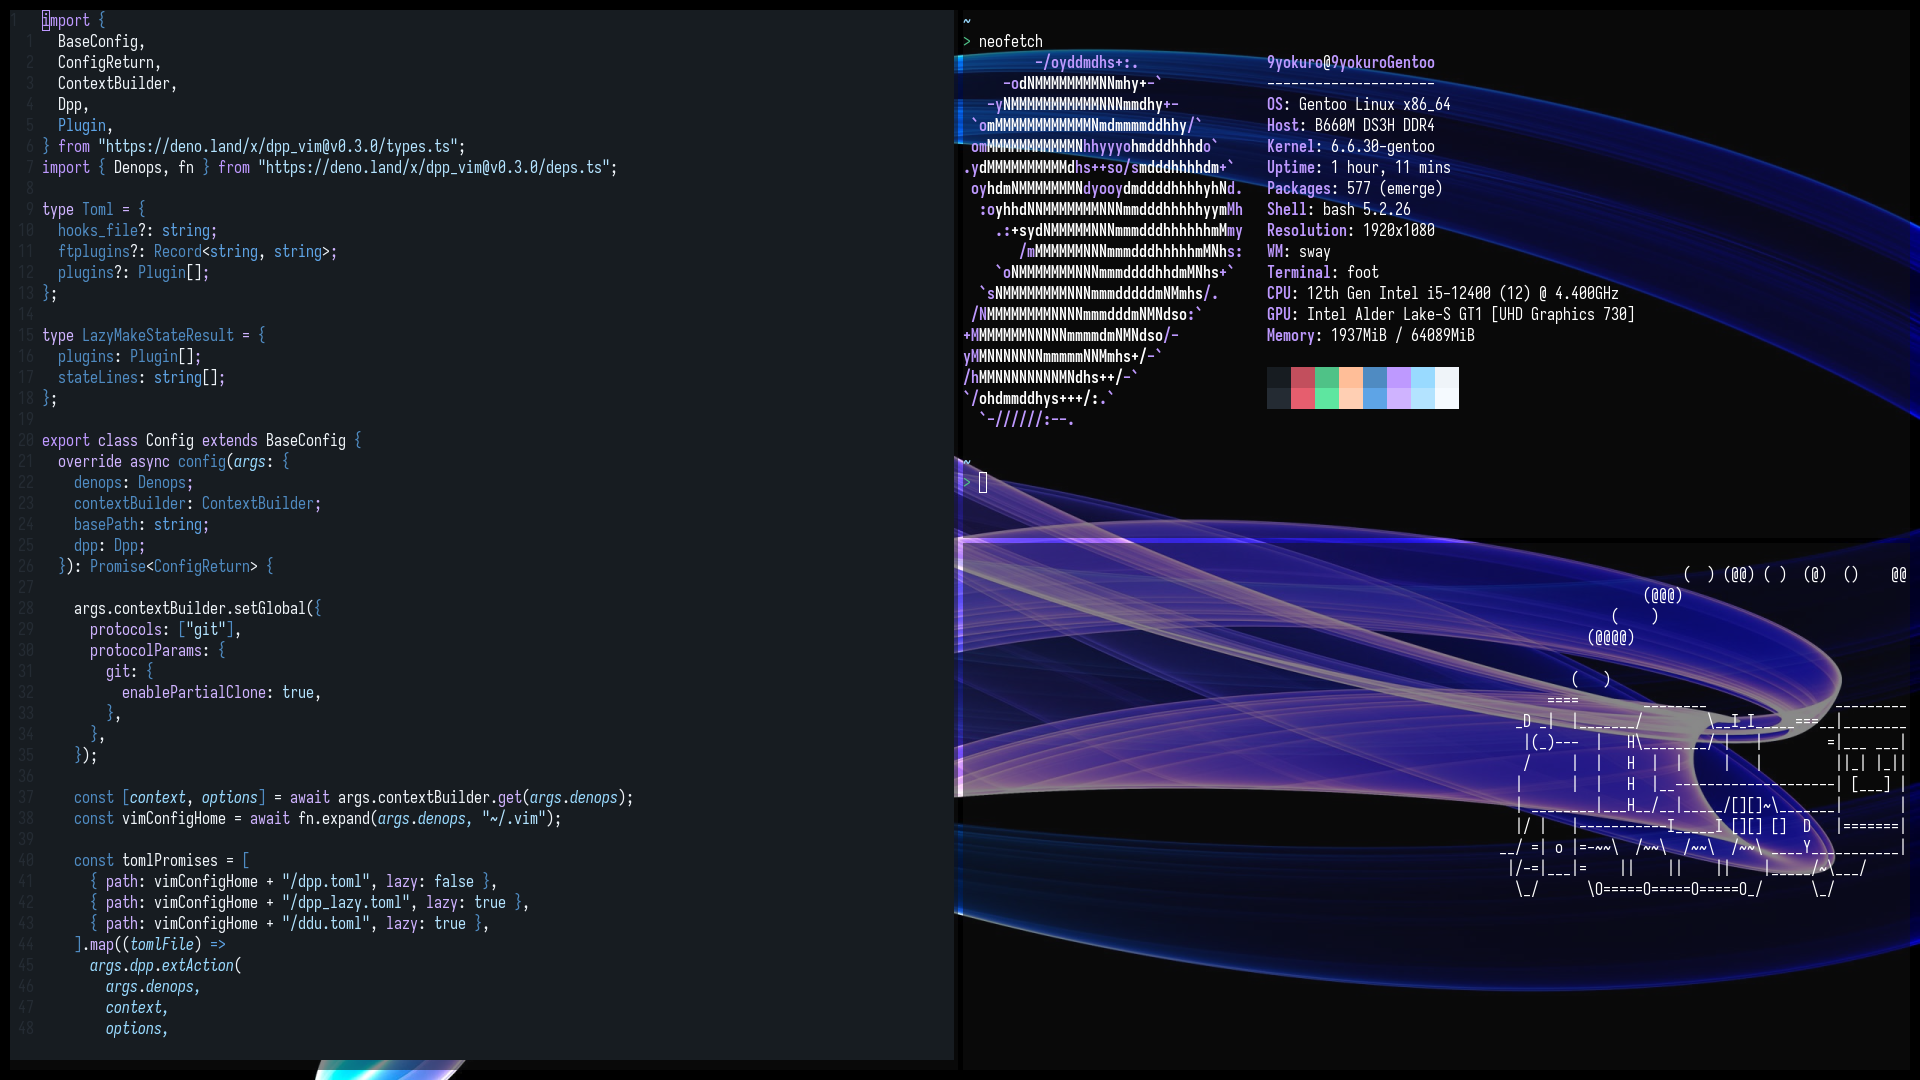 1   import {
  1   BaseConfig,
  2   ConfigReturn,
  3   ContextBuilder,
  4   Dpp,
  5   Plugin,
  6 } from "https://deno.land/x/dpp_vim@v0.3.0/types.ts";
  7 import { Denops, fn } from "https://deno.land/x/dpp_vim@v0.3.0/deps.ts";
  8
  9 type Toml = {
 10   hooks_file?: string;
 11   ftplugins?: Record<string, string>;
 12   plugins?: Plugin[];
 13 };
 14
 15 type LazyMakeStateResult = {
 16   plugins: Plugin[];
 17   stateLines: string[];
 18 };
 19
 20 export class Config extends BaseConfig {
 21   override async config(args: {
 22     denops: Denops;
 23     contextBuilder: ContextBuilder;
 24     basePath: string;
 25     dpp: Dpp;
 26   }): Promise<ConfigReturn> {
 27
 28     args.contextBuilder.setGlobal({
 29       protocols: ["git"],
 30       protocolParams: {
 31         git: {
 32           enablePartialClone: true,
 33         },
 34       },
 35     });
 36
 37     const [context, options] = await args.contextBuilder.get(args.denops);
 38     const vimConfigHome = await fn.expand(args.denops, "~/.vim");
 39
 40     const tomlPromises = [
 41       { path: vimConfigHome + "/dpp.toml", lazy: false },
 42       { path: vimConfigHome + "/dpp_lazy.toml", lazy: true },
 43       { path: vimConfigHome + "/ddu.toml", lazy: true },
 44     ].map((tomlFile) =>
 45       args.dpp.extAction(
 46         args.denops,
 47         context,
 48         options,
~
> neofetch
9yokuro@9yokuroGentoo
---------------------
OS: Gentoo Linux x86_64
Host: B660M DS3H DDR4
Kernel: 6.6.30-gentoo
Uptime: 1 hour, 11 mins
Packages: 577 (emerge)
Shell: bash 5.2.26
Resolution: 1920x1080
WM: sway
Terminal: foot
CPU: 12th Gen Intel i5-12400 (12) @ 4.400GHz
GPU: Intel Alder Lake-S GT1 [UHD Graphics 730]
Memory: 1937MiB / 64089MiB
~
>